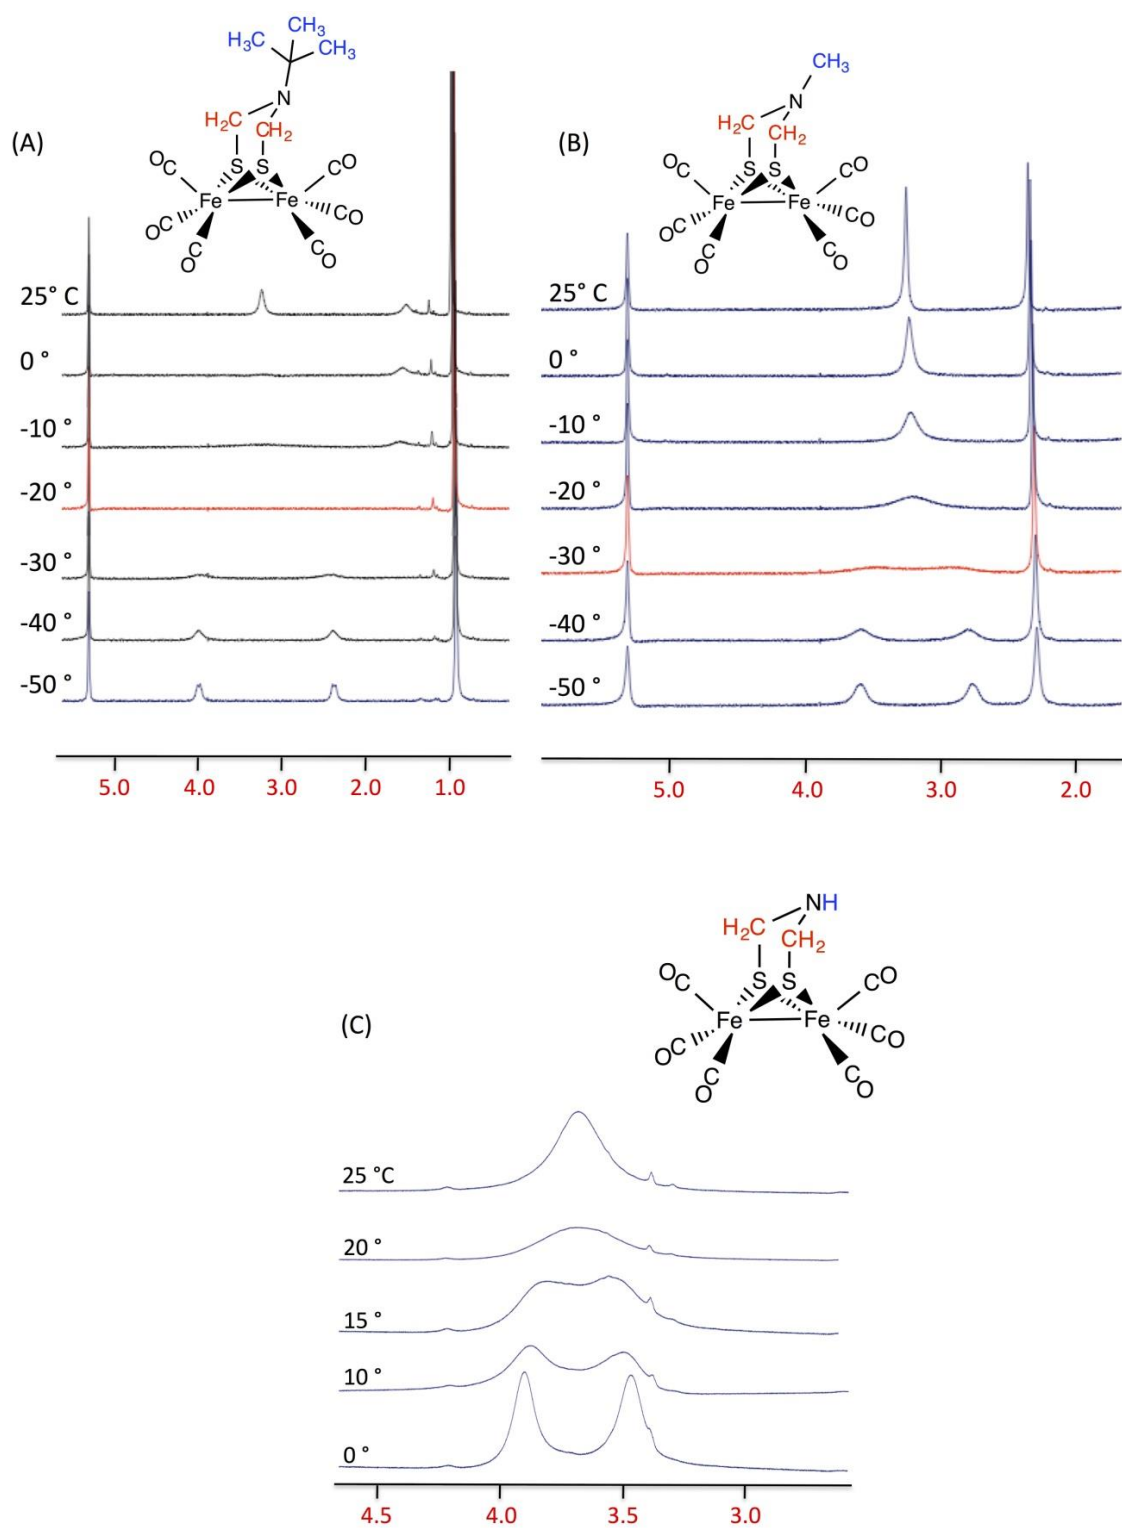 (A)
CH₃
H₃C
CH₃
N
H₂C
CH₂
S S
OC
CO
Fe Fe
OC
CO
OC
CO
25° C
0 °
-10 °
-20 °
-30 °
-40 °
-50 °
5.0 4.0 3.0 2.0 1.0
(B)
CH₃
N
H₂C
CH₂
S S
OC
CO
Fe Fe
OC
CO
OC
CO
25° C
0 °
-10 °
-20 °
-30 °
-40 °
-50 °
5.0 4.0 3.0 2.0
(C)
NH
H₂C
CH₂
S S
OC
CO
Fe Fe
OC
CO
OC
CO
25 °C
20 °
15 °
10 °
0 °
4.5 4.0 3.5 3.0